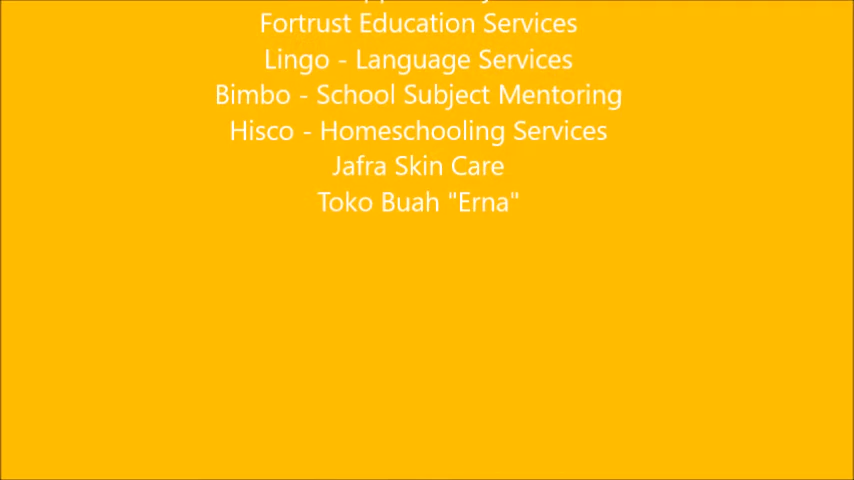 Fortrust Education Services
Lingo - Language Services
Bimbo - School Subject Mentoring
Hisco - Homeschooling Services
Jafra Skin Care
Toko Buah "Erna"